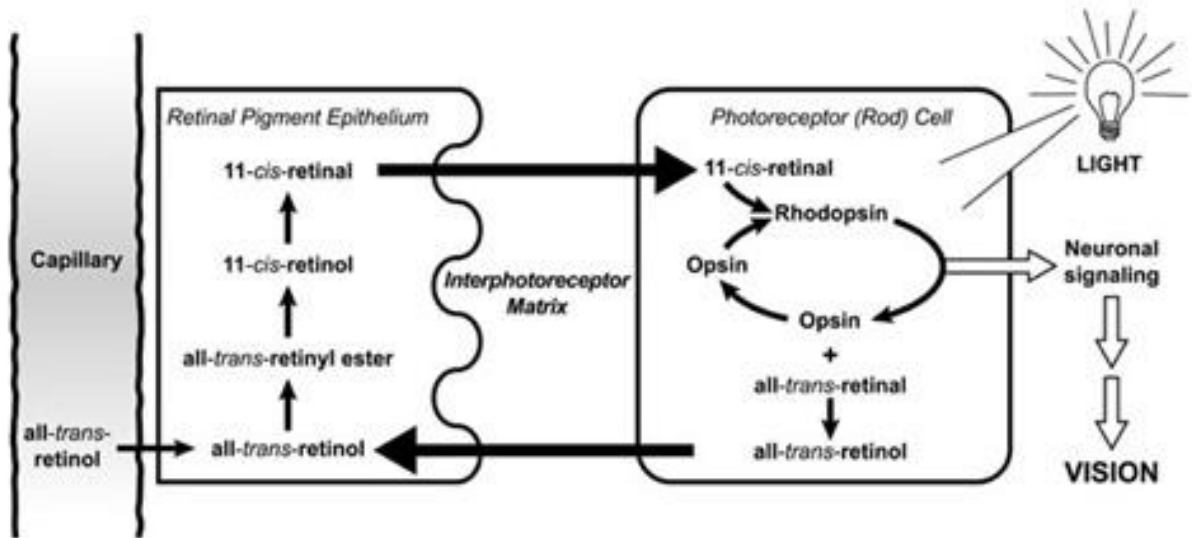 Capillary
all-trans-
retinol
Retinal Pigment Epithelium
11-cis-retinal
11-cis-retinol
all-trans-retinyl ester
all-trans-retinol
Interphotoreceptor
Matrix
Photoreceptor (Rod) Cell
11-cis-retinal
Rhodopsin
Opsin
Opsin
+
all-trans-retinal
all-trans-retinol
LIGHT
Neuronal
signaling
VISION